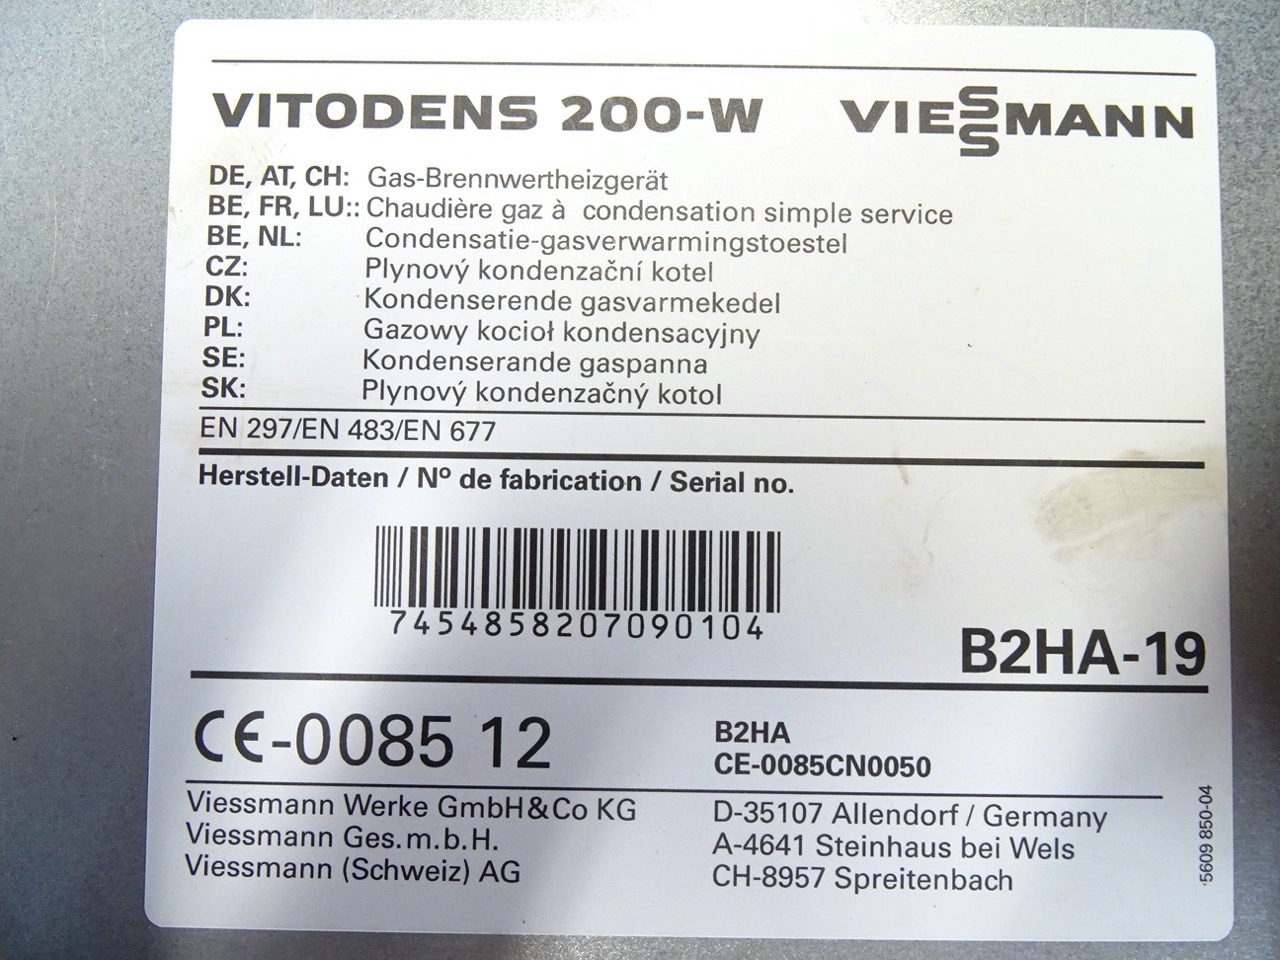 VITODENS 200-W VIESSMANN
DE, AT, CH: Gas-Brennwertheizgerät
BE, FR, LU:: Chaudière gaz à condensation simple service
BE, NL: Condensatie-gasverwarmingstoestel
CZ: Plynový kondenzační kotel
DK: Kondenserende gasvarmekedel
PL: Gazowy kocioł kondensacyjny
SE: Kondenserande gaspanna
SK: Plynový kondenzačný kotol
EN 297/EN 483/EN 677
Herstell-Daten / Nº de fabrication / Serial no.
7454858207090104
B2HA-19
CE-0085 12
B2HA
CE-0085CN0050
Viessmann Werke GmbH&Co KG
Viessmann Ges.m.b.H.
Viessmann (Schweiz) AG
D-35107 Allendorf / Germany
A-4641 Steinhaus bei Wels
CH-8957 Spreitenbach
5609 850-04